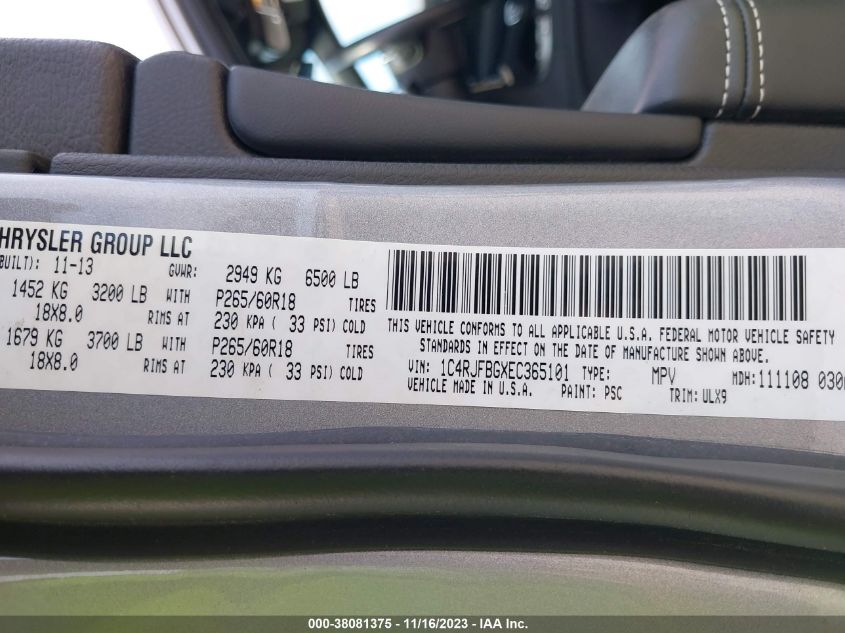 HRYSLER GROUP LLC
BUILT): 11-13 GVWR: 2949 KG 6500 LB
1452 KG 3200 LB WITH P265/60R18 TIRES
18X8.0 RIMS AT 230 KPA ( 33 PSI) COLD
1679 KG 3700 LB WITH P265/60R18 TIRES
18X8.0 RIMS AT 230 KPA ( 33 PSI) COLD
THIS VEHICLE CONFORMS TO ALL APPLICABLE U.S.A. FEDERAL MOTOR VEHICLE SAFETY
STANDARDS IN EFFECT ON THE DATE OF MANUFACTURE SHOWN ABOVE.
VIN: 1C4RJFBGXEC365101 TYPE: MPV MDH:111108 030
VEHICLE MADE IN U.S.A. PAINT: PSC TRIM: ULX9
000-38081375 - 11/16/2023 - IAA Inc.